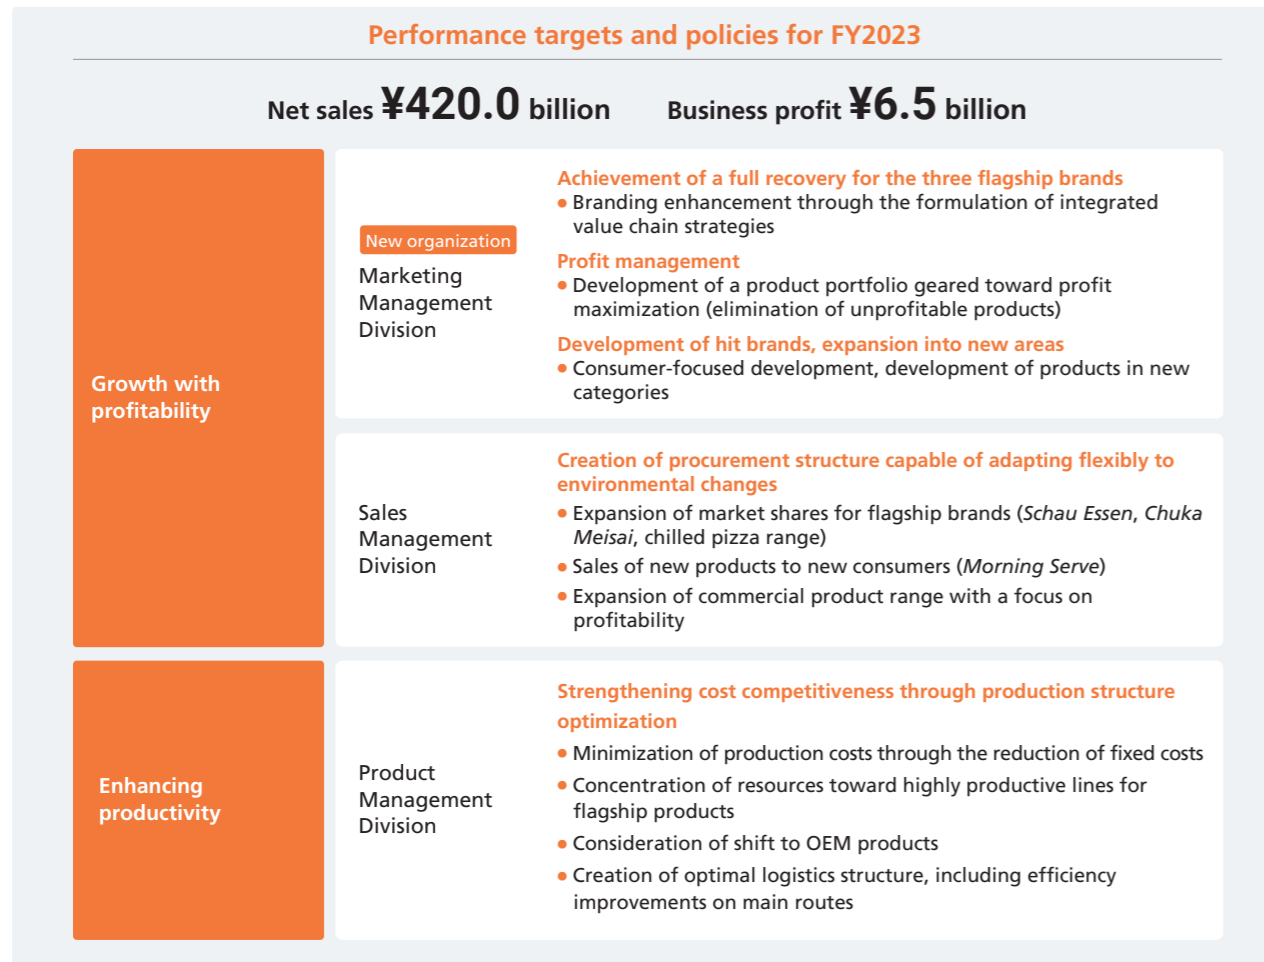 Performance targets and policies for FY2023
Net sales ¥420.0 billion
Business profit ¥6.5 billion
Growth with
profitability
New organization
Marketing
Management
Division
Achievement of a full recovery for the three flagship brands
● Branding enhancement through the formulation of integrated
value chain strategies
Profit management
● Development of a product portfolio geared toward profit
maximization (elimination of unprofitable products)
Development of hit brands, expansion into new areas
● Consumer-focused development, development of products in new
categories
Sales
Management
Division
Creation of procurement structure capable of adapting flexibly to
environmental changes
● Expansion of market shares for flagship brands (Schau Essen, Chuka
Meisai, chilled pizza range)
● Sales of new products to new consumers (Morning Serve)
● Expansion of commercial product range with a focus on
profitability
Enhancing
productivity
Product
Management
Division
Strengthening cost competitiveness through production structure
optimization
● Minimization of production costs through the reduction of fixed costs
● Concentration of resources toward highly productive lines for
flagship products
● Consideration of shift to OEM products
● Creation of optimal logistics structure, including efficiency
improvements on main routes